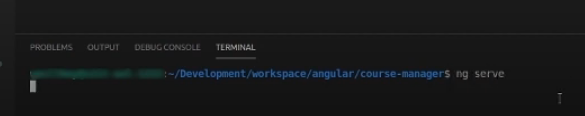 PROBLEMS OUTPUT DEBUG CONSOLE TERMINAL
:~/Development/workspace/angular/course-manager$ ng serve